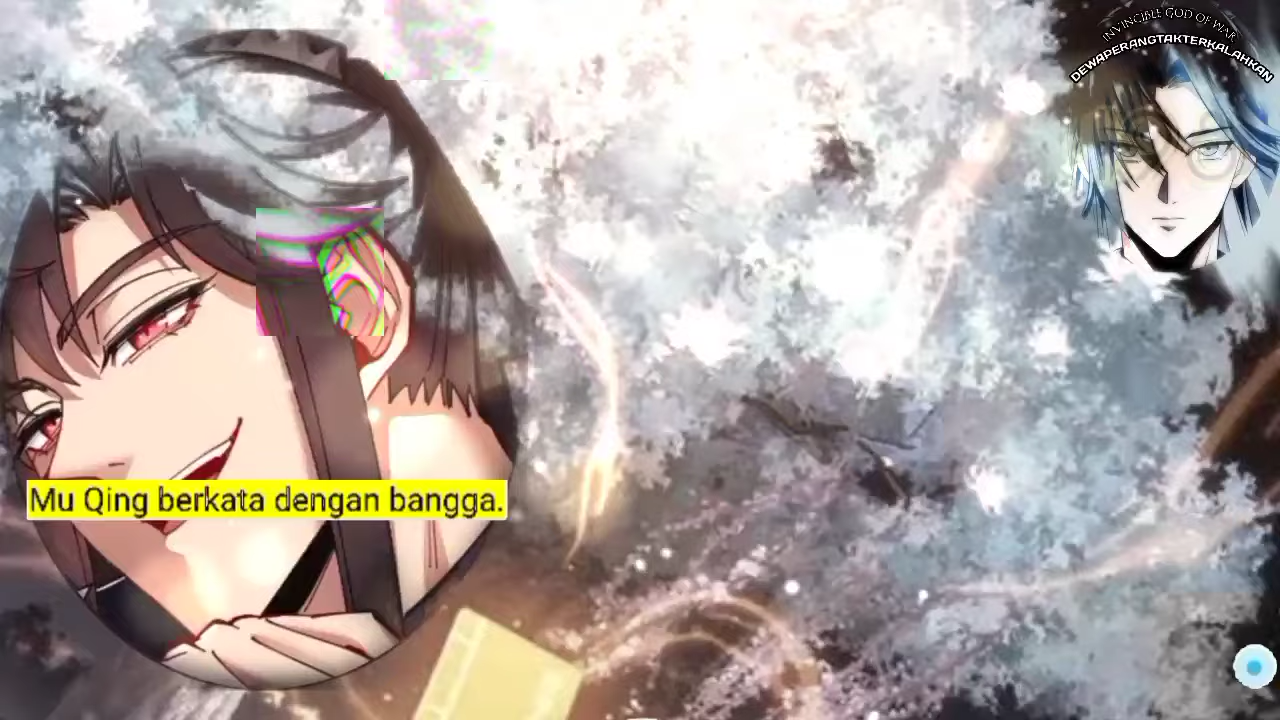 INVINCIBLE GOD OF WAR
DEWAPERANGTAKTERKALAHKAN
Mu Qing berkata dengan bangga.